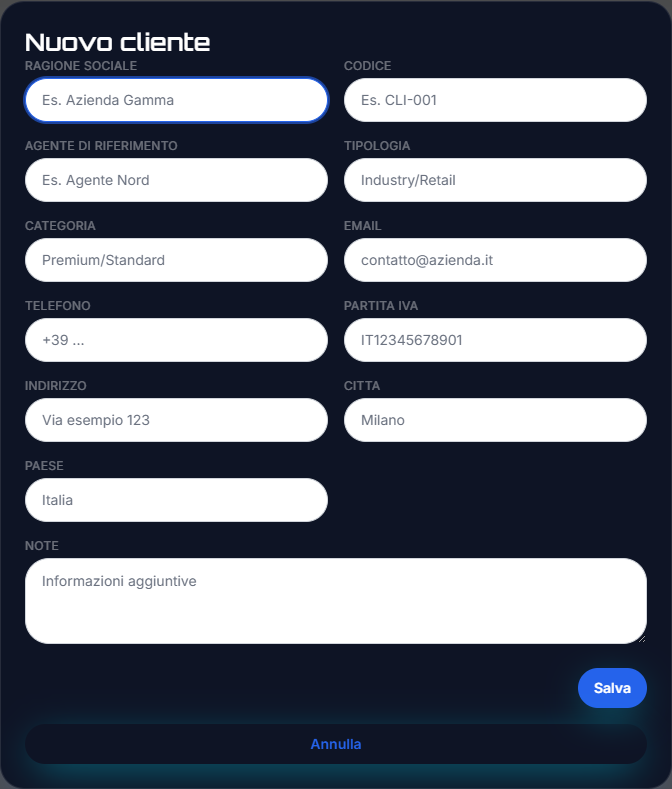 Nuovo cliente
RAGIONE SOCIALE
CODICE
Es. Azienda Gamma
Es. CLI-001
AGENTE DI RIFERIMENTO
TIPOLOGIA
Es. Agente Nord
Industry/Retail
CATEGORIA
EMAIL
Premium/Standard
contatto@azienda.it
TELEFONO
PARTITA IVA
+39 ...
IT12345678901
INDIRIZZO
CITTA
Via esempio 123
Milano
PAESE
Italia
NOTE
Informazioni aggiuntive
Salva
Annulla